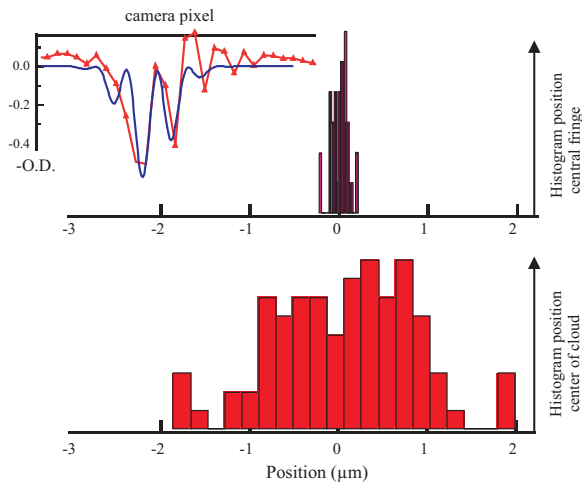 camera pixel
0.0
-0.2
-0.4
-O.D.
Histogram position
central fringe
-3 -2 -1 0 1 2
Histogram position
center of cloud
-3 -2 -1 0 1 2
Position (µm)